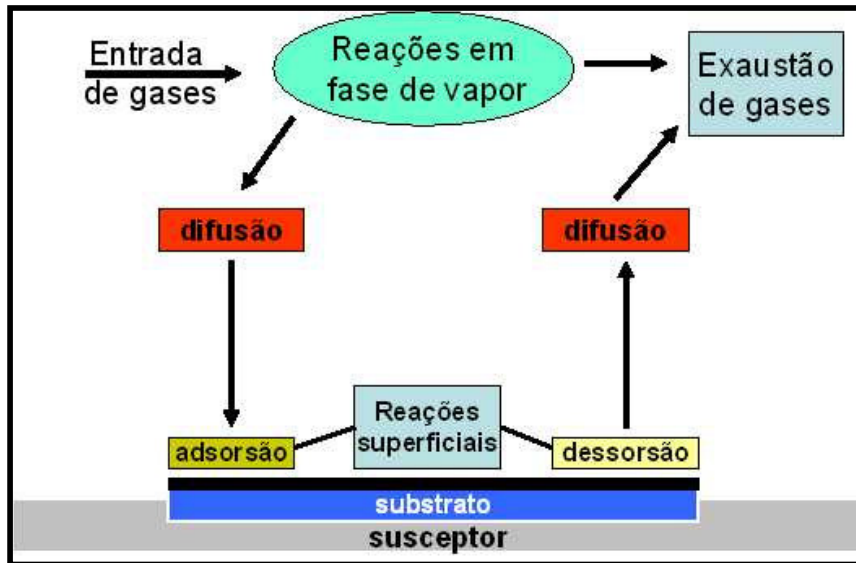 Entrada
de gases
Reações em
fase de vapor
Exaustão
de gases
difusão
difusão
adsorsão
Reações
superficiais
dessorsão
substrato
susceptor